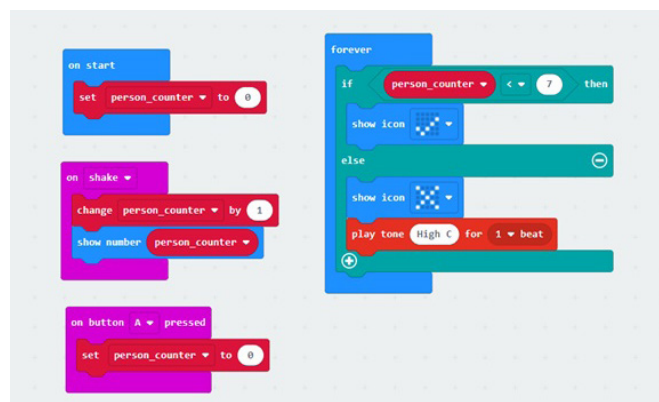 on start
set person_counter to 0
on shake
change person_counter by 1
show number person_counter
on button A pressed
set person_counter to 0
forever
if person_counter < 7 then
show icon
else
show icon
play tone High C for 1 beat